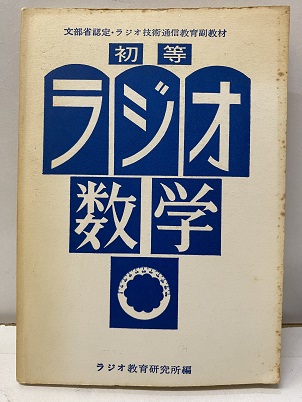 文部省認定・ラジオ技術通信教育副教材
初等
ラジオ
数学
ラジオ教育研究所編